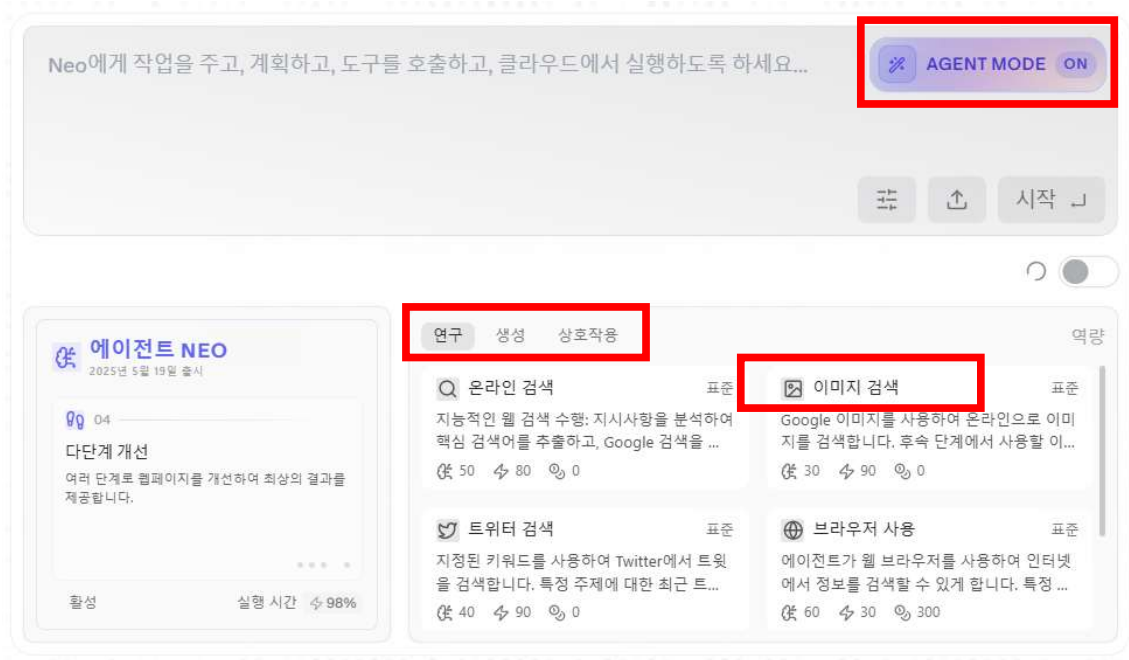 Neo에게 작업을 주고, 계획하고, 도구를 호출하고, 클라우드에서 실행하도록 하세요...
AGENT MODE ON
시작
에이전트 NEO
2025년 5월 19일 출시
04
다단계 개선
여러 단계로 웹페이지를 개선하여 최상의 결과를
제공합니다.
활성
실행 시간 98%
연구 생성 상호작용
역량
온라인 검색 표준
지능적인 웹 검색 수행: 지시사항을 분석하여
핵심 검색어를 추출하고, Google 검색을 ...
50 80 0
이미지 검색 표준
Google 이미지를 사용하여 온라인으로 이미
지를 검색합니다. 후속 단계에서 사용할 이...
30 90 0
트위터 검색 표준
지정된 키워드를 사용하여 Twitter에서 트윗
을 검색합니다. 특정 주제에 대한 최근 트...
40 90 0
브라우저 사용 표준
에이전트가 웹 브라우저를 사용하여 인터넷
에서 정보를 검색할 수 있게 합니다. 특정 ...
60 30 300